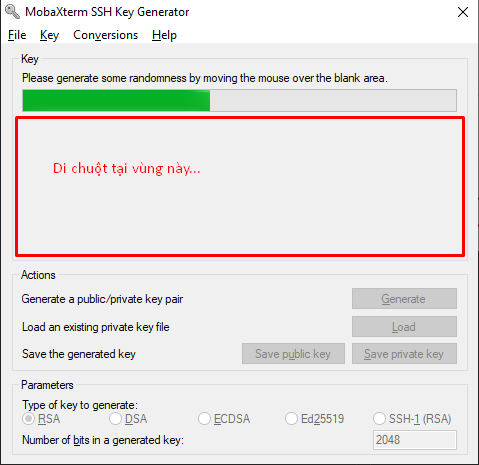 MobaXterm SSH Key Generator
File Key Conversions Help
Key
Please generate some randomness by moving the mouse over the blank area.
Di chuột tại vùng này...
Actions
Generate a public/private key pair Generate
Load an existing private key file Load
Save the generated key Save public key Save private key
Parameters
Type of key to generate:
RSA DSA ECDSA Ed25519 SSH-1 (RSA)
Number of bits in a generated key: 2048